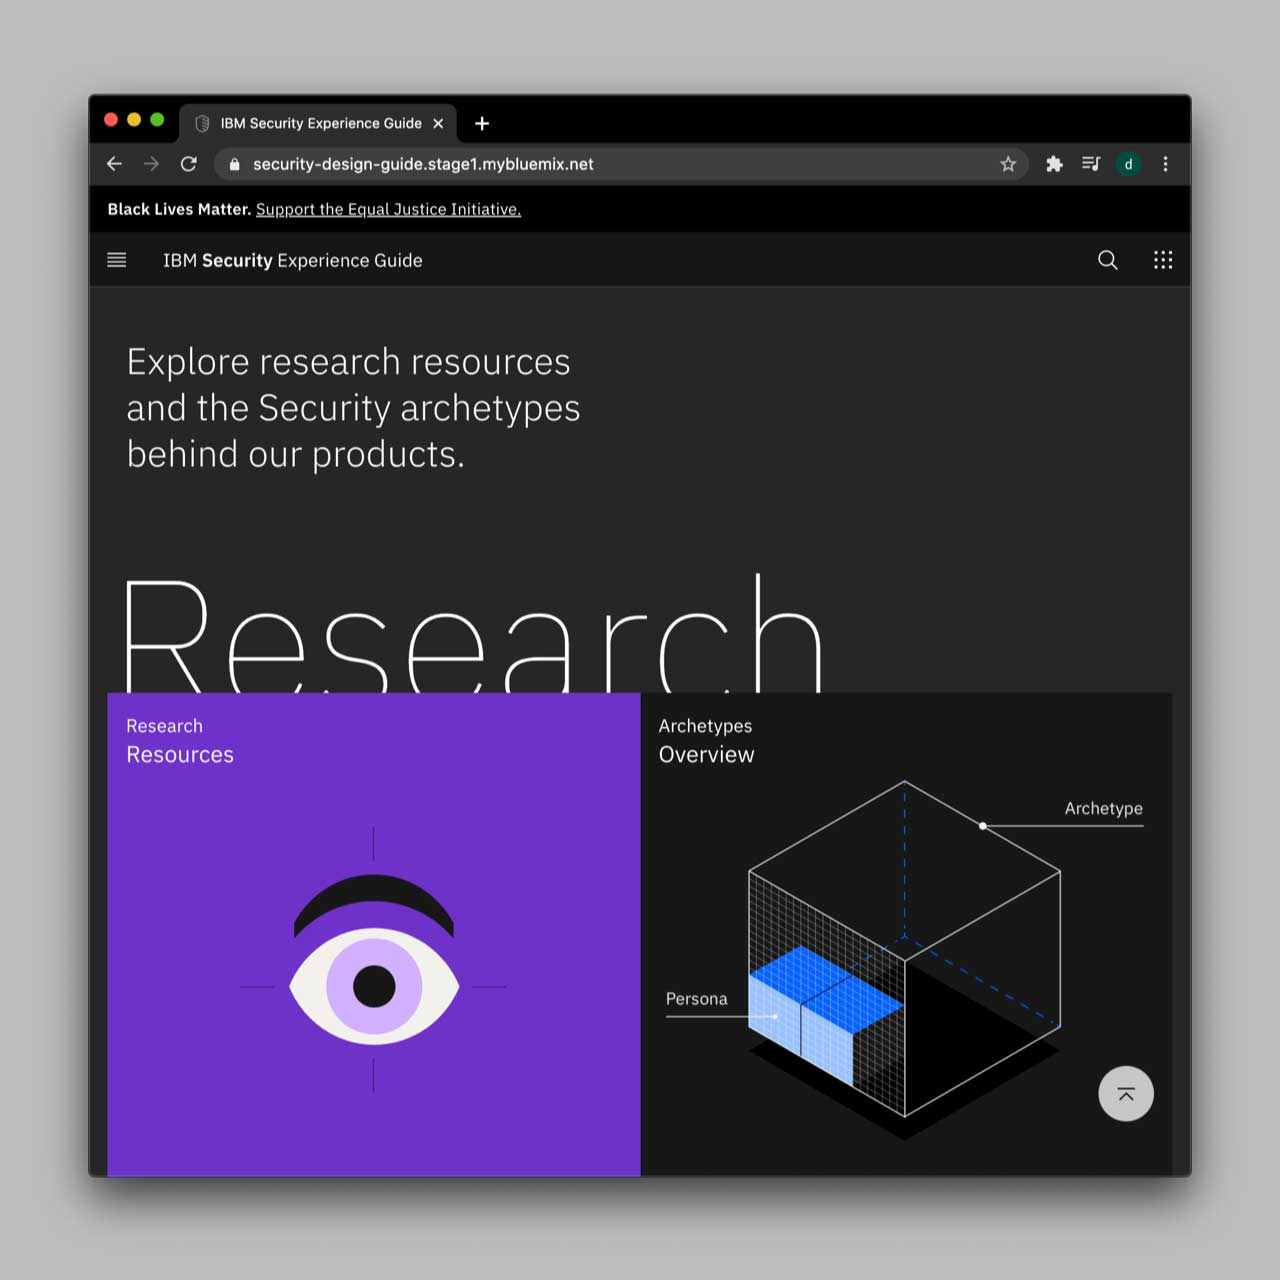 IBM Security Experience Guide
security-design-guide.stage1.mybluemix.net
d
Black Lives Matter. Support the Equal Justice Initiative.
IBM Security Experience Guide
Explore research resources
and the Security archetypes
behind our products.
Research
Research
Resources
Archetypes
Overview
Archetype
Persona